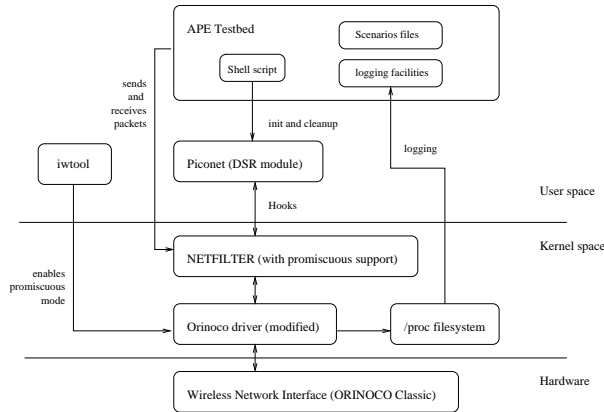 APE Testbed
Scenarios files
Shell script
logging facilities
sends
and
receives
packets
init and cleanup
logging
iwtool
Piconet (DSR module)
User space
Hooks
Kernel space
NETFILTER (with promiscuous support)
enables
promiscuous
mode
Orinoco driver (modified)
/proc filesystem
Hardware
Wireless Network Interface (ORINOCO Classic)